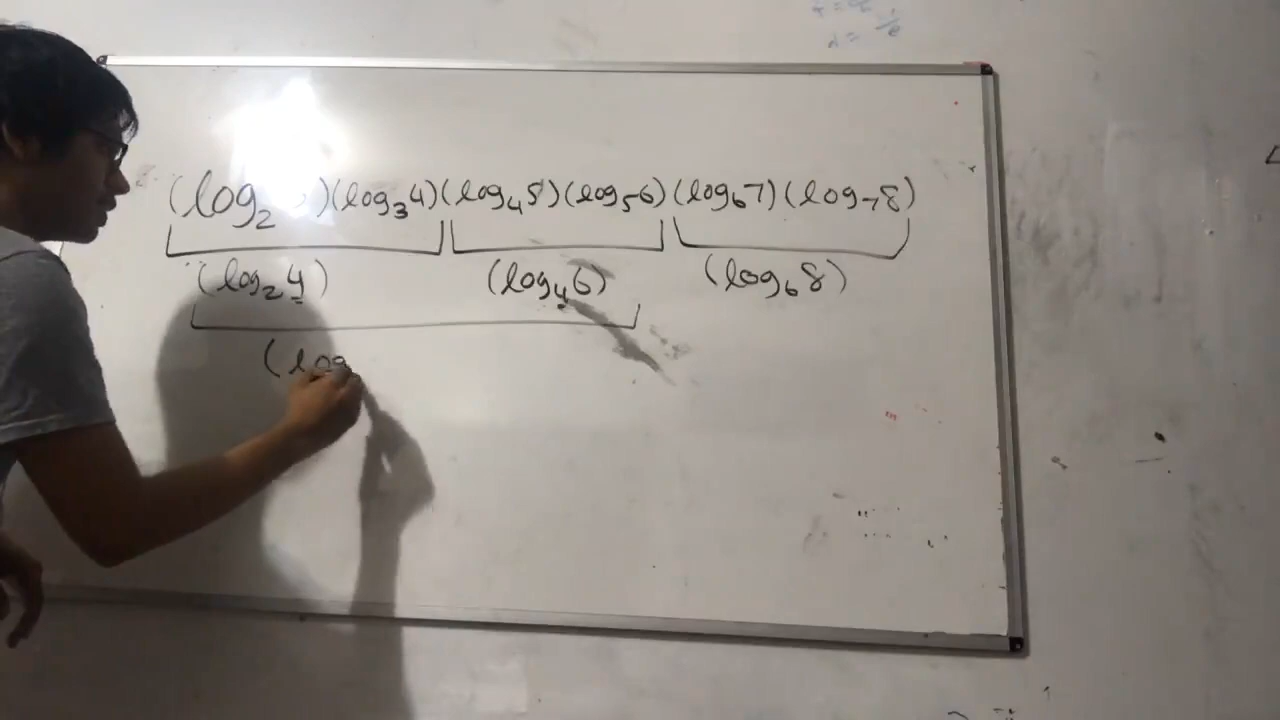 (log₂ )(log₃4)(log₄5)(log₅6)(log₆7)(log₇8)
(log₂4) (log₄6) (log₆8)
(log